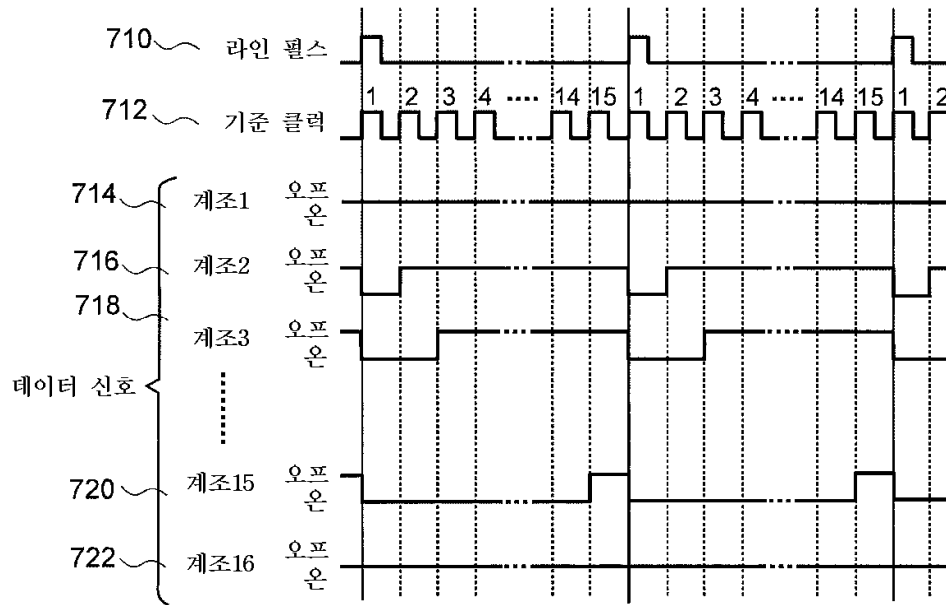 710 라인 펄스
1 2 3 4 ····· 14 15 1 2 3 4 ····· 14 15 1 2
712 기준 클럭
714 계조1 오프
온
716 계조2 오프
온
718
계조3 오프
온
데이터 신호
720 계조15 오프
온
722 계조16 오프
온